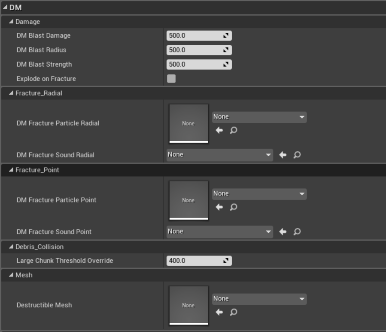 DM
Damage
DM Blast Damage 500.0
DM Blast Radius 500.0
DM Blast Strength 500.0
Explode on Fracture
Fracture_Radial
None
DM Fracture Particle Radial None
DM Fracture Sound Radial None
Fracture_Point
None
DM Fracture Particle Point None
DM Fracture Sound Point None
Debris_Collision
Large Chunk Threshold Override 400.0
Mesh
None
Destructible Mesh None